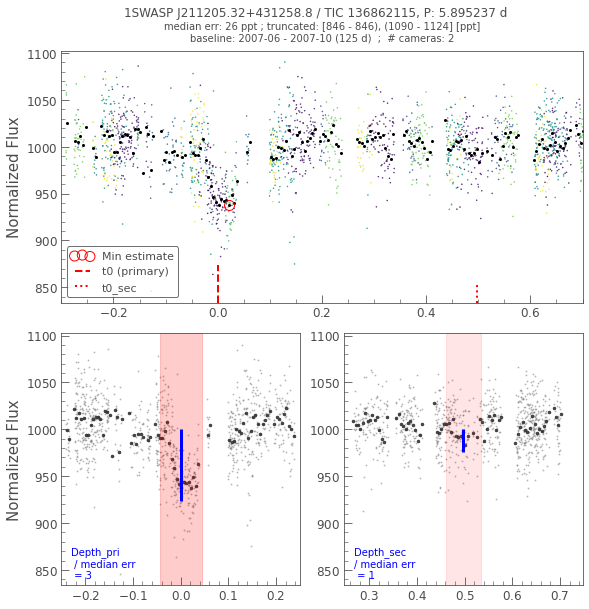 1SWASP J211205.32+431258.8 / TIC 136862115, P: 5.895237 d
median err: 26 ppt ; truncated: [846 - 846), (1090 - 1124] [ppt]
baseline: 2007-06 - 2007-10 (125 d)  ;  # cameras: 2
Normalized Flux
1100
1050
1000
950
900
850
Min estimate
t0 (primary)
t0_sec
−0.2 0.0 0.2 0.4 0.6
Normalized Flux
1100
1050
1000
950
900
850
Depth_pri
/ median err
= 3
−0.2 −0.1 0.0 0.1 0.2
1100
1050
1000
950
900
850
Depth_sec
/ median err
= 1
0.3 0.4 0.5 0.6 0.7